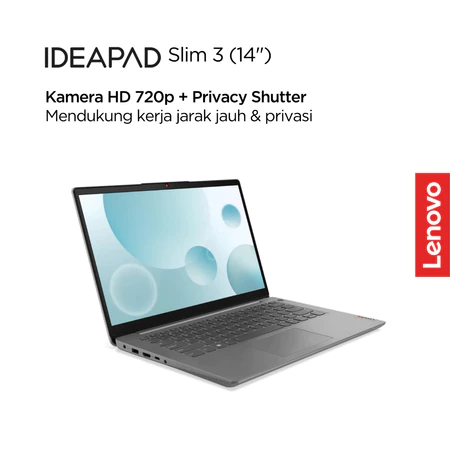 IDEAPAD Slim 3 (14")
Kamera HD 720p + Privacy Shutter
Mendukung kerja jarak jauh & privasi
Lenovo